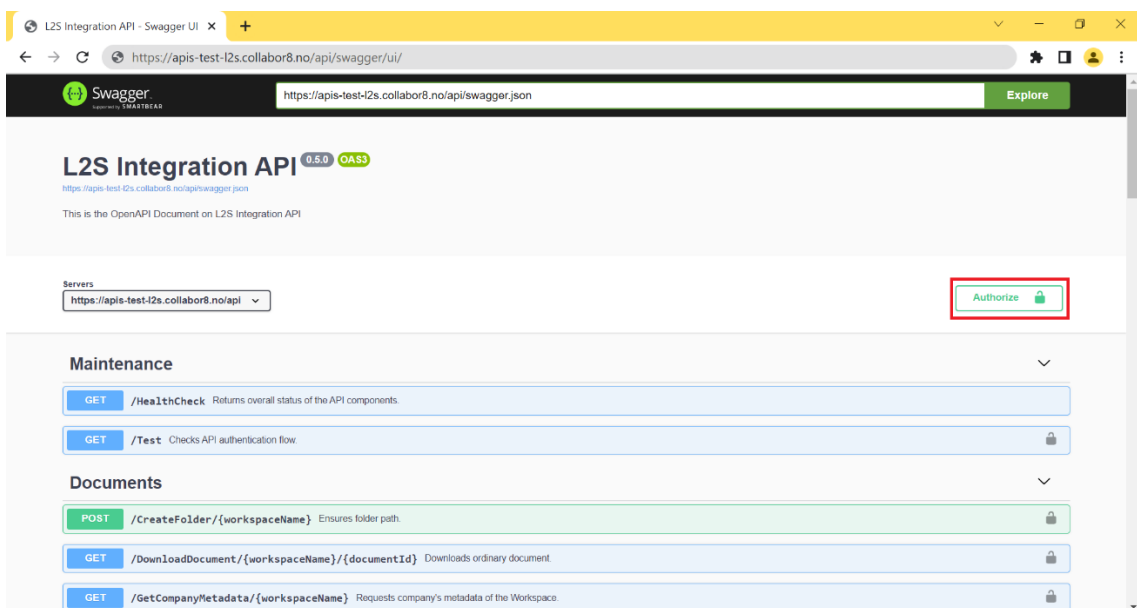 L2S Integration API - Swagger UI
https://apis-test-l2s.collabor8.no/api/swagger/ui/
Swagger.
Supported by SMARTBEAR
https://apis-test-l2s.collabor8.no/api/swagger.json
Explore
L2S Integration API 0.5.0 OAS3
https://apis-test-l2s.collabor8.no/api/swagger.json
This is the OpenAPI Document on L2S Integration API
Servers
https://apis-test-l2s.collabor8.no/api
Authorize
Maintenance
GET /HealthCheck Returns overall status of the API components.
GET /Test Checks API authentication flow.
Documents
POST /CreateFolder/{workspaceName} Ensures folder path.
GET /DownloadDocument/{workspaceName}/{documentId} Downloads ordinary document.
GET /GetCompanyMetadata/{workspaceName} Requests company's metadata of the Workspace.